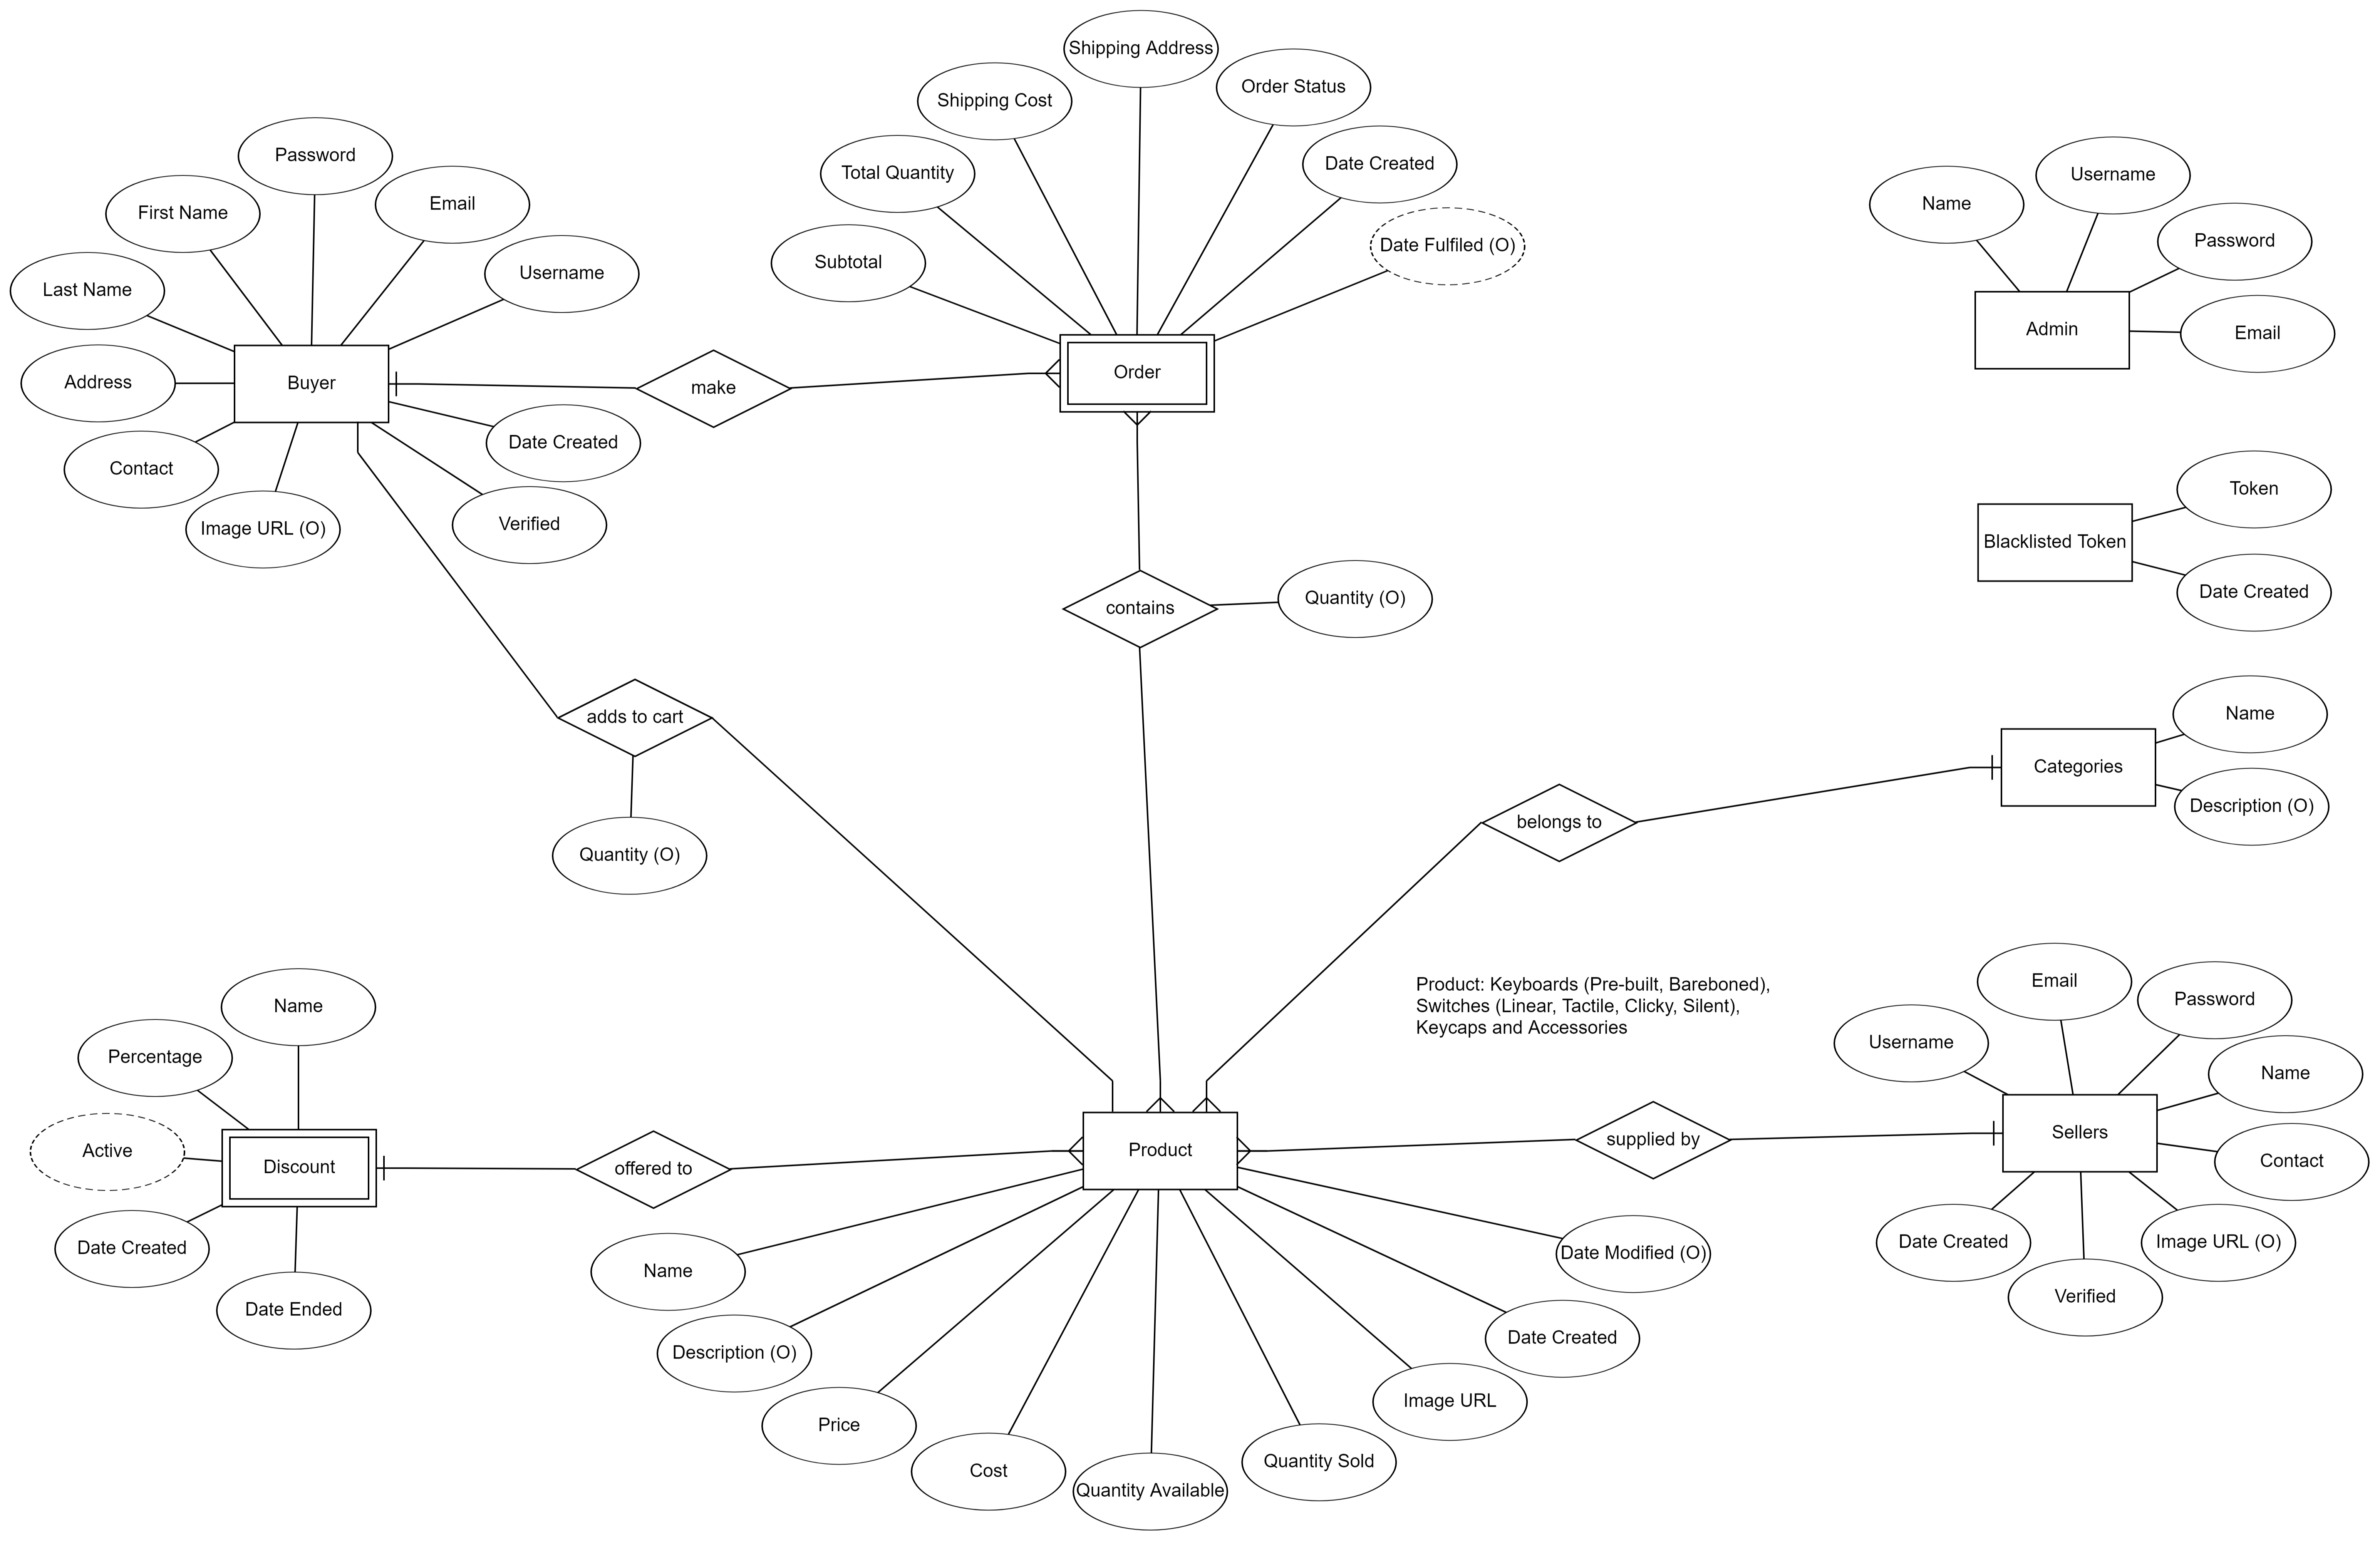 Shipping Address
Order Status
Shipping Cost
Password
Date Created
Total Quantity
Username
Email
Name
First Name
Password
Date Fulfiled (O)
Subtotal
Username
Last Name
Admin
Email
Order
Buyer
Address
make
Date Created
Contact
Token
Image URL (O)
Verified
Blacklisted Token
Date Created
Quantity (O)
contains
adds to cart
Name
Categories
Description (O)
belongs to
Quantity (O)
Product: Keyboards (Pre-built, Bareboned),
Switches (Linear, Tactile, Clicky, Silent),
Keycaps and Accessories
Email
Password
Name
Username
Percentage
Name
Sellers
supplied by
Active
Product
Contact
Discount
offered to
Date Created
Image URL (O)
Date Created
Date Modified (O)
Name
Verified
Date Ended
Date Created
Description (O)
Image URL
Price
Quantity Sold
Cost
Quantity Available